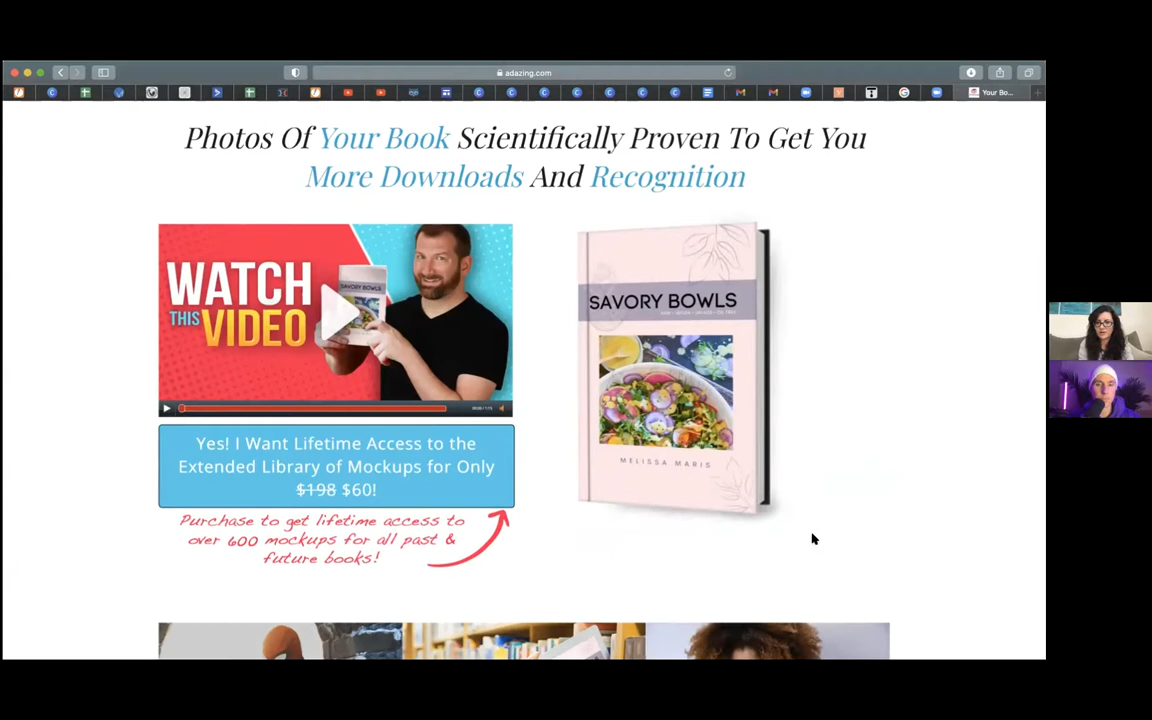 adazing.com
Your Bo...
Photos Of Your Book Scientifically Proven To Get You
More Downloads And Recognition
WATCH
THIS VIDEO
SAVORY BOWLS
SAVORY BOWLS
MELISSA MARIS
Yes! I Want Lifetime Access to the
Extended Library of Mockups for Only
$198 $60!
Purchase to get lifetime access to
over 600 mockups for all past &
future books!